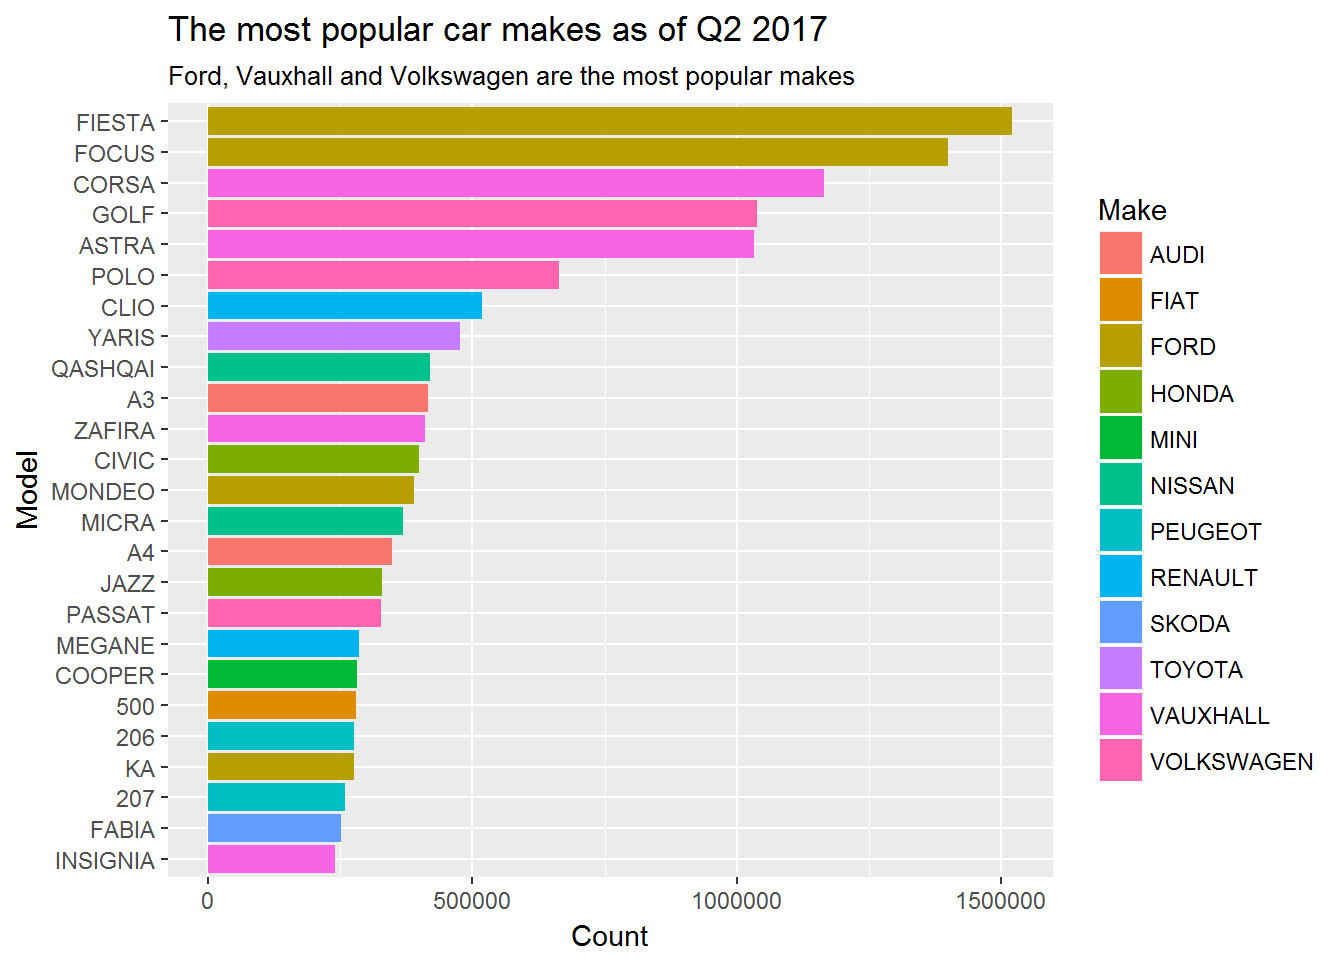 The most popular car makes as of Q2 2017
Ford, Vauxhall and Volkswagen are the most popular makes
Model
FIESTA
FOCUS
CORSA
GOLF
ASTRA
POLO
CLIO
YARIS
QASHQAI
A3
ZAFIRA
CIVIC
MONDEO
MICRA
A4
JAZZ
PASSAT
MEGANE
COOPER
500
206
KA
207
FABIA
INSIGNIA
0 500000 1000000 1500000
Count
Make
AUDI
FIAT
FORD
HONDA
MINI
NISSAN
PEUGEOT
RENAULT
SKODA
TOYOTA
VAUXHALL
VOLKSWAGEN